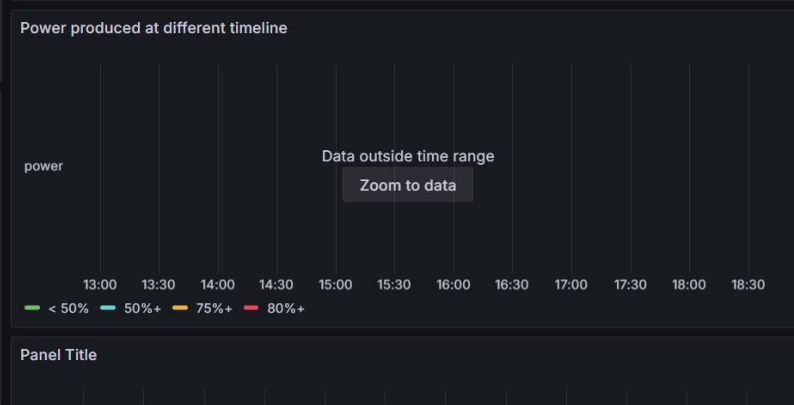 Power produced at different timeline
Data outside time range
power
Zoom to data
13:00 13:30 14:00 14:30 15:00 15:30 16:00 16:30 17:00 17:30 18:00 18:30
< 50% 50%+ 75%+ 80%+
Panel Title